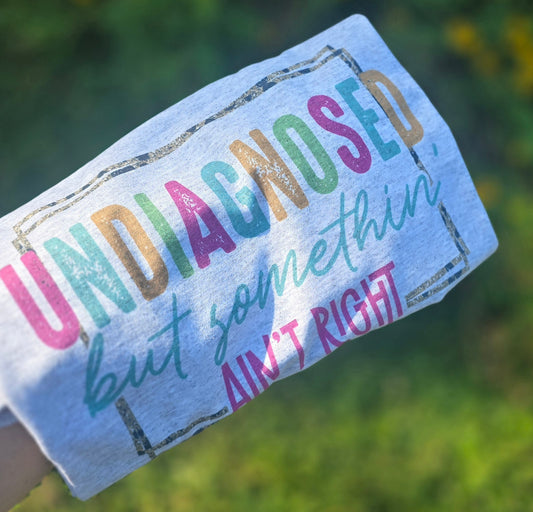 UNDIAGNOSED
but somethin'
AIN'T RIGHT